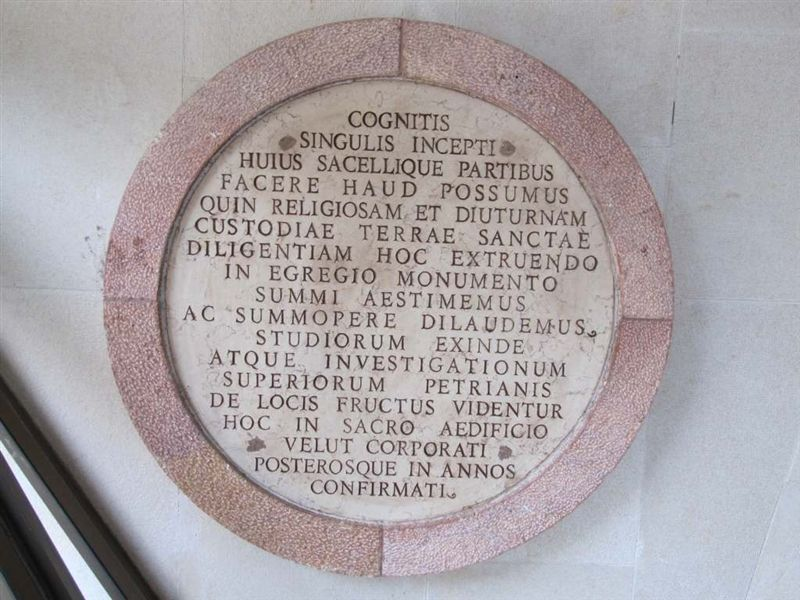 COGNITIS
SINGULIS INCEPTI
HUIUS SACELLIQUE PARTIBUS
FACERE HAUD POSSUMUS
QUIN RELIGIOSAM ET DIUTURNAM
CUSTODIAE TERRAE SANCTAE
DILIGENTIAM HOC EXTRUENDO
IN EGREGIO MONUMENTO
SUMMI AESTIMEMUS
AC SUMMOPERE DILAUDEMUS
STUDIORUM EXINDE
ATQUE INVESTIGATIONUM
SUPERIORUM PETRIANIS
DE LOCIS FRUCTUS VIDENTUR
HOC IN SACRO AEDIFICIO
VELUT CORPORATI
POSTEROSQUE IN ANNOS
CONFIRMATI